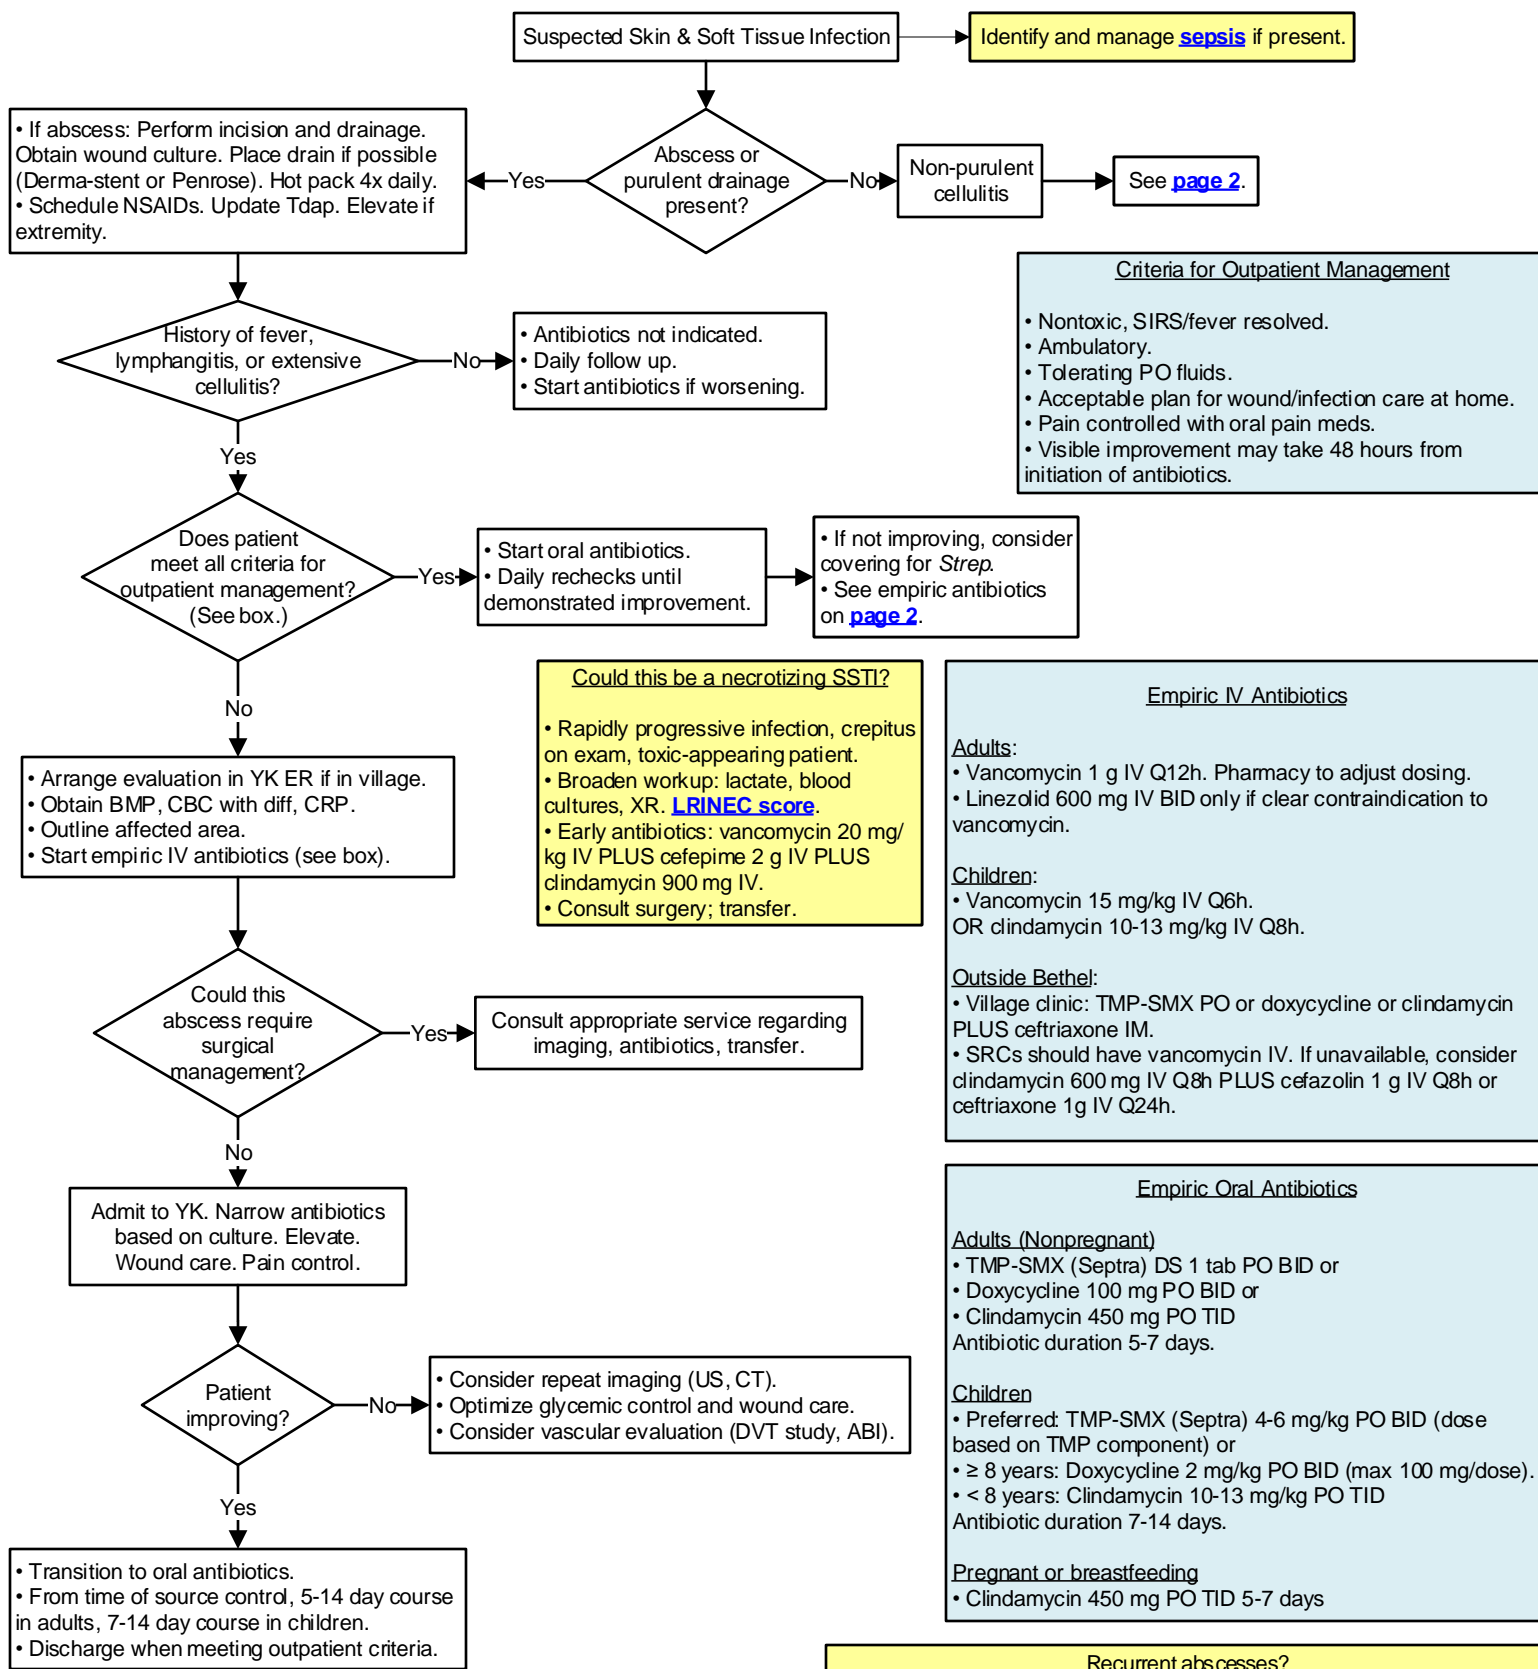 Suspected Skin & Soft Tissue Infection
Identify and manage sepsis if present.
• If abscess: Perform incision and drainage.
Obtain wound culture. Place drain if possible
(Derma-stent or Penrose). Hot pack 4x daily.
• Schedule NSAIDs. Update Tdap. Elevate if
extremity.
Yes
Abscess or
purulent drainage
present?
No
Non-purulent
cellulitis
See page 2.
Criteria for Outpatient Management
• Nontoxic, SIRS/fever resolved.
• Ambulatory.
• Tolerating PO fluids.
• Acceptable plan for wound/infection care at home.
• Pain controlled with oral pain meds.
• Visible improvement may take 48 hours from
initiation of antibiotics.
History of fever,
lymphangitis, or extensive
cellulitis?
No
• Antibiotics not indicated.
• Daily follow up.
• Start antibiotics if worsening.
Yes
Does patient
meet all criteria for
outpatient management?
(See box.)
Yes
• Start oral antibiotics.
• Daily rechecks until
demonstrated improvement.
• If not improving, consider
covering for Strep.
• See empiric antibiotics
on page 2.
No
Could this be a necrotizing SSTI?
• Rapidly progressive infection, crepitus
on exam, toxic-appearing patient.
• Broaden workup: lactate, blood
cultures, XR. LRINEC score.
• Early antibiotics: vancomycin 20 mg/
kg IV PLUS cefepime 2 g IV PLUS
clindamycin 900 mg IV.
• Consult surgery; transfer.
Empiric IV Antibiotics
Adults:
• Vancomycin 1 g IV Q12h. Pharmacy to adjust dosing.
• Linezolid 600 mg IV BID only if clear contraindication to
vancomycin.
Children:
• Vancomycin 15 mg/kg IV Q6h.
OR clindamycin 10-13 mg/kg IV Q8h.
Outside Bethel:
• Village clinic: TMP-SMX PO or doxycycline or clindamycin
PLUS ceftriaxone IM.
• SRCs should have vancomycin IV. If unavailable, consider
clindamycin 600 mg IV Q8h PLUS cefazolin 1 g IV Q8h or
ceftriaxone 1g IV Q24h.
• Arrange evaluation in YK ER if in village.
• Obtain BMP, CBC with diff, CRP.
• Outline affected area.
• Start empiric IV antibiotics (see box).
Could this
abscess require
surgical
management?
Yes
Consult appropriate service regarding
imaging, antibiotics, transfer.
No
Admit to YK. Narrow antibiotics
based on culture. Elevate.
Wound care. Pain control.
Empiric Oral Antibiotics
Adults (Nonpregnant)
• TMP-SMX (Septra) DS 1 tab PO BID or
• Doxycycline 100 mg PO BID or
• Clindamycin 450 mg PO TID
Antibiotic duration 5-7 days.
Children
• Preferred: TMP-SMX (Septra) 4-6 mg/kg PO BID (dose
based on TMP component) or
• ≥ 8 years: Doxycycline 2 mg/kg PO BID (max 100 mg/dose).
• < 8 years: Clindamycin 10-13 mg/kg PO TID
Antibiotic duration 7-14 days.
Pregnant or breastfeeding
• Clindamycin 450 mg PO TID 5-7 days
Patient
improving?
No
• Consider repeat imaging (US, CT).
• Optimize glycemic control and wound care.
• Consider vascular evaluation (DVT study, ABI).
Yes
• Transition to oral antibiotics.
• From time of source control, 5-14 day course
in adults, 7-14 day course in children.
• Discharge when meeting outpatient criteria.
Recurrent abscesses?